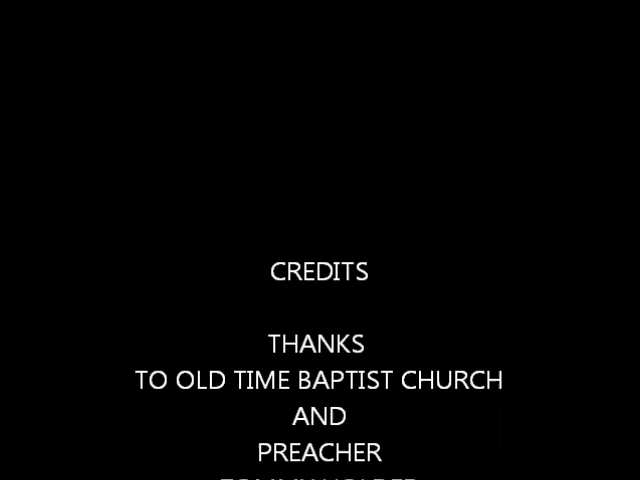 CREDITS
THANKS
TO OLD TIME BAPTIST CHURCH
AND
PREACHER